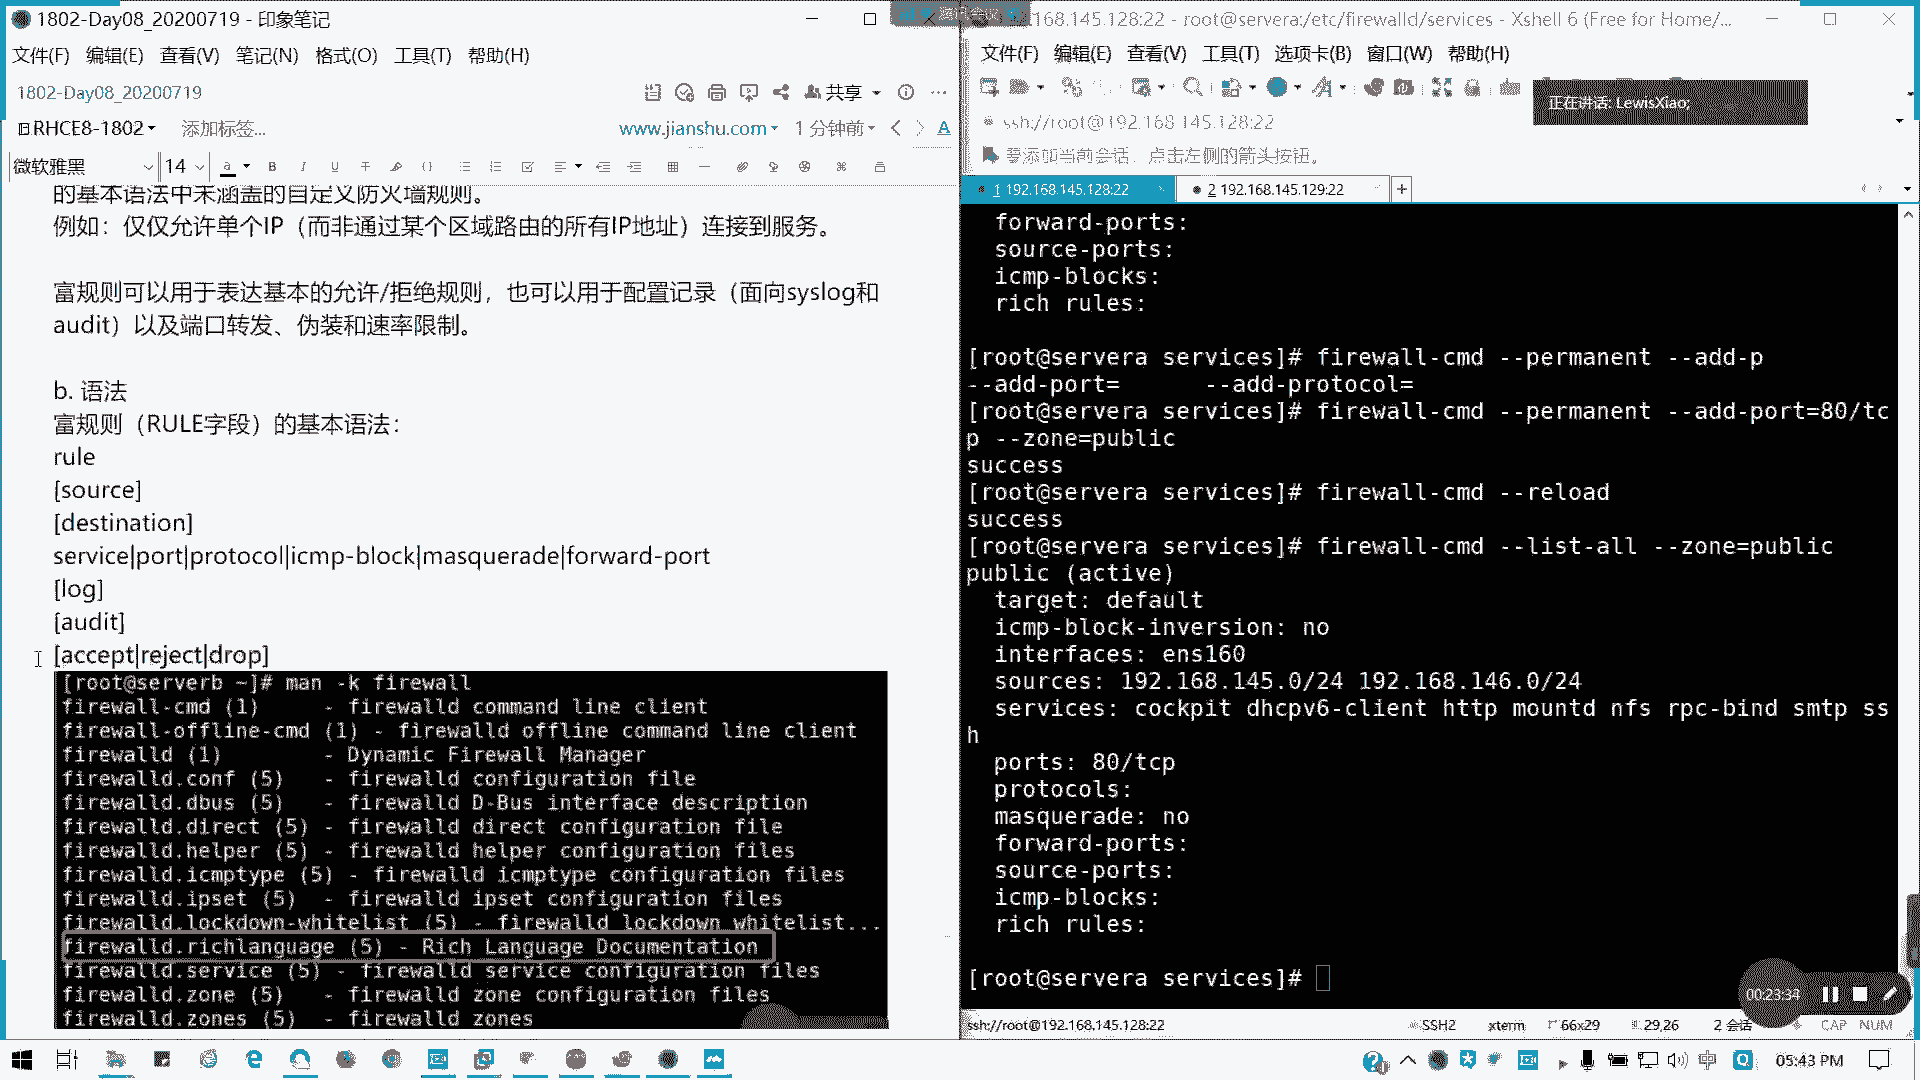 1802-Day08_20200719 - 印象笔记
文件(F) 编辑(E) 查看(V) 笔记(N) 格式(O) 工具(T) 帮助(H)
1802-Day08_20200719
共享
RHCE8-1802
添加标签...
www.jianshu.com
1 分钟前
微软雅黑
14
的基本语法中未涵盖的自定义防火墙规则。
例如：仅仅允许单个IP（而非通过某个区域路由的所有IP地址）连接到服务。
富规则可以用于表达基本的允许/拒绝规则，也可以用于配置记录（面向syslog和
audit）以及端口转发、伪装和速率限制。
b. 语法
富规则（RULE字段）的基本语法：
rule
[source]
[destination]
service|port|protocol|icmp-block|masquerade|forward-port
[log]
[audit]
[accept|reject|drop]
[root@serverb ~]# man -k firewall
firewall-cmd (1)     - firewalld command line client
firewall-offline-cmd (1) - firewalld offline command line client
firewalld (1)        - Dynamic Firewall Manager
firewalld.conf (5)   - firewalld configuration file
firewalld.dbus (5)   - firewalld D-Bus interface description
firewalld.direct (5) - firewalld direct configuration file
firewalld.helper (5) - firewalld helper configuration files
firewalld.icmptype (5) - firewalld icmptype configuration files
firewalld.ipset (5)  - firewalld ipset configuration files
firewalld.lockdown-whitelist (5) - firewalld lockdown whitelist...
firewalld.richlanguage (5) - Rich Language Documentation
firewalld.service (5) - firewalld service configuration files
firewalld.zone (5)   - firewalld zone configuration files
firewalld.zones (5)  - firewalld zones
腾讯会议
.168.145.128:22 - root@servera:/etc/firewalld/services - Xshell 6 (Free for Home/...
文件(F) 编辑(E) 查看(V) 工具(T) 选项卡(B) 窗口(W) 帮助(H)
正在讲话: LewisXiao;
ssh://root@192.168.145.128:22
要添加当前会话，点击左侧的箭头按钮。
1 192.168.145.128:22
2 192.168.145.129:22
forward-ports:
source-ports:
icmp-blocks:
rich rules:
[root@servera services]# firewall-cmd --permanent --add-p
--add-port=      --add-protocol=
[root@servera services]# firewall-cmd --permanent --add-port=80/tc
p --zone=public
success
[root@servera services]# firewall-cmd --reload
success
[root@servera services]# firewall-cmd --list-all --zone=public
public (active)
target: default
icmp-block-inversion: no
interfaces: ens160
sources: 192.168.145.0/24 192.168.146.0/24
services: cockpit dhcpv6-client http mountd nfs rpc-bind smtp ss
h
ports: 80/tcp
protocols:
masquerade: no
forward-ports:
source-ports:
icmp-blocks:
rich rules:
[root@servera services]#
00:23:34
ssh://root@192.168.145.128:22
SSH2
xterm
66x29
29,26
2 会话
CAP
NUM
中
05:43 PM